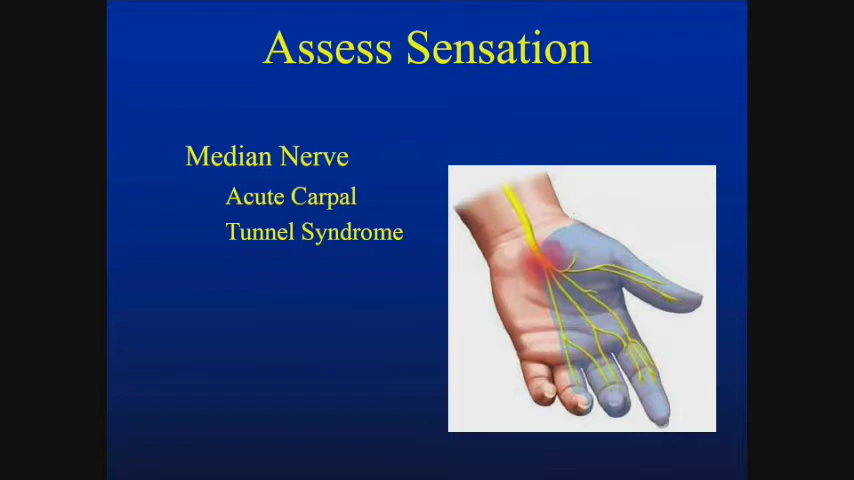 Assess Sensation
Median Nerve
Acute Carpal
Tunnel Syndrome